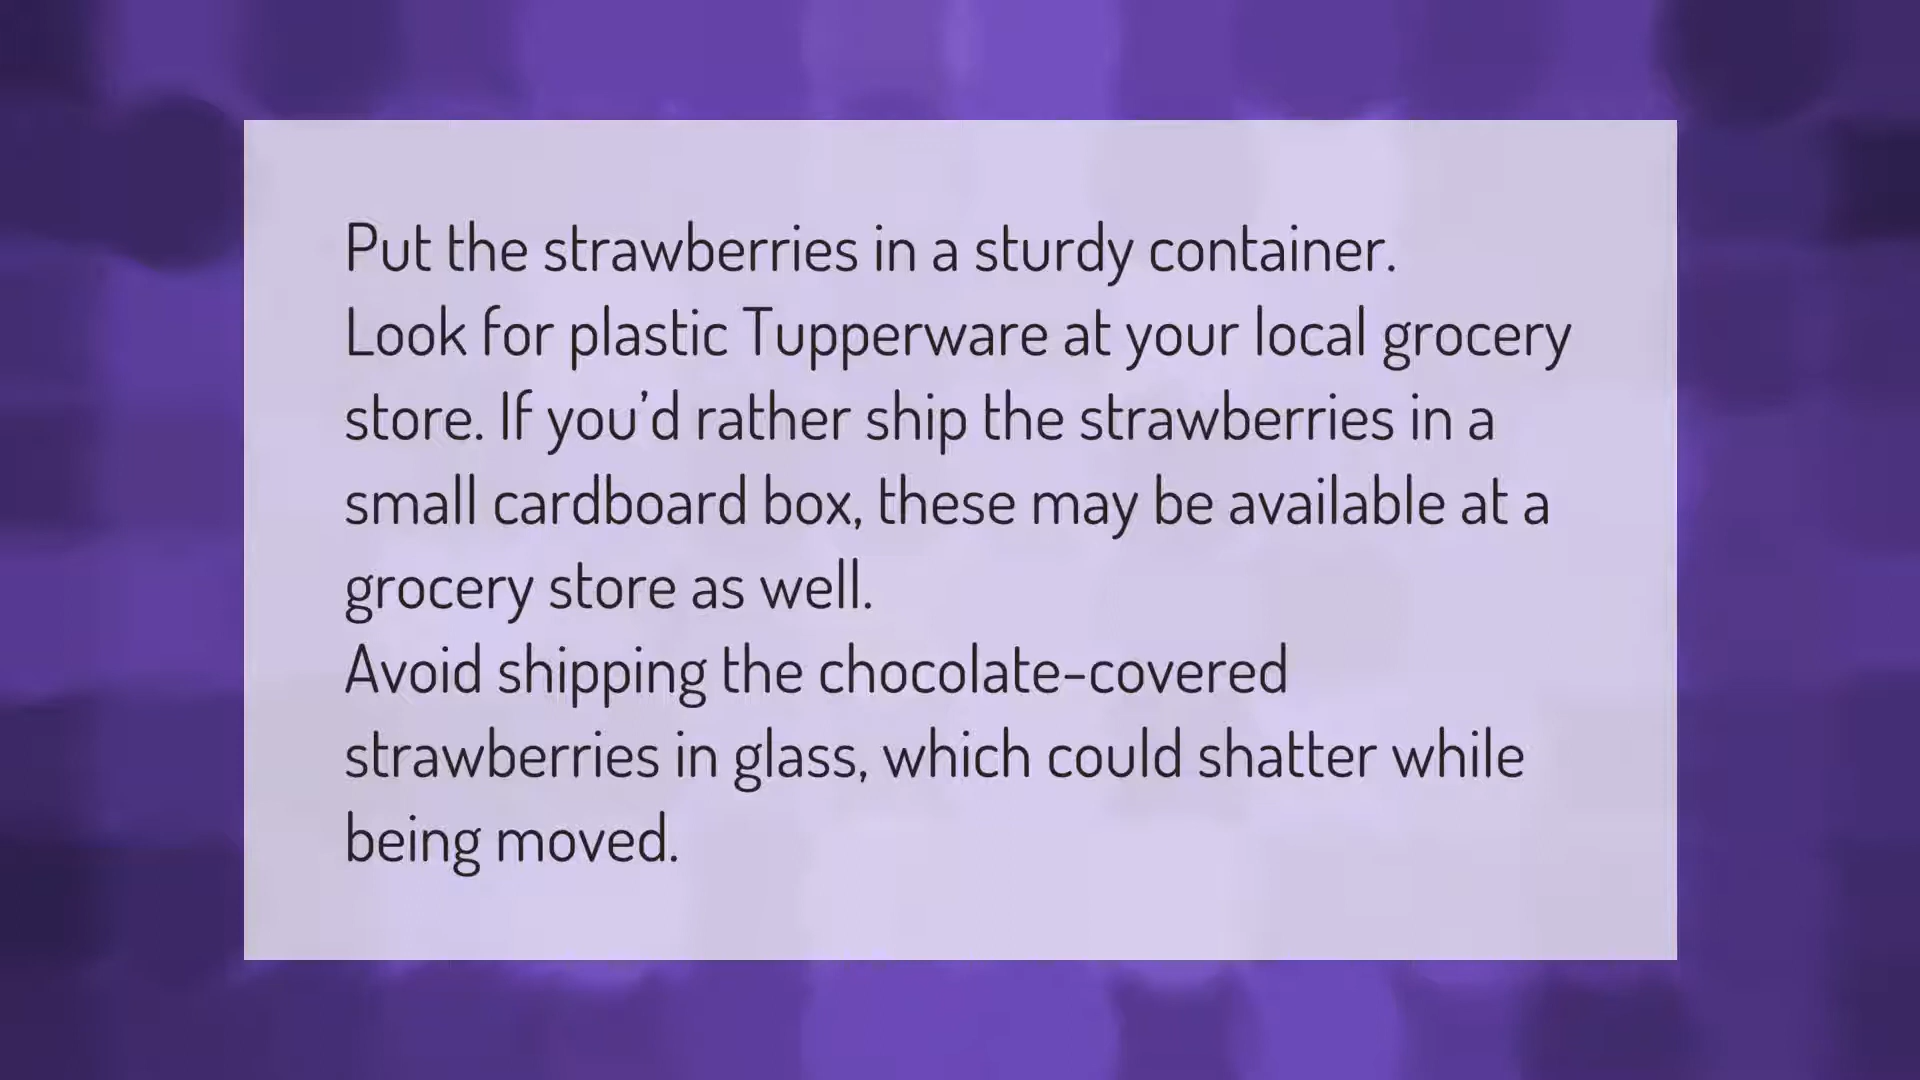 Put the strawberries in a sturdy container.
Look for plastic Tupperware at your local grocery
store. If you’d rather ship the strawberries in a
small cardboard box, these may be available at a
grocery store as well.
Avoid shipping the chocolate-covered
strawberries in glass, which could shatter while
being moved.